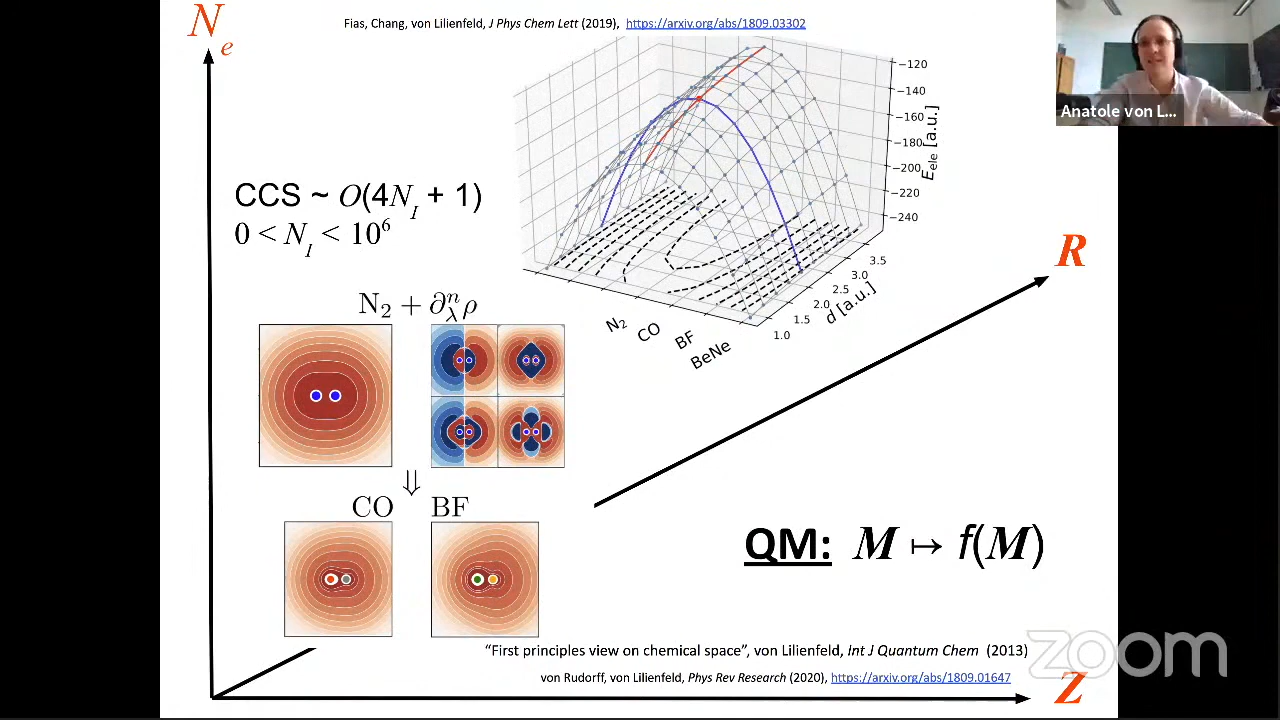 Fias, Chang, von Lilienfeld, J Phys Chem Lett (2019), https://arxiv.org/abs/1809.03302
Nₑ
Anatole von L...
−120
−140
−160
−180
−200
−220
−240
Eₑₗₑ [a.u.]
CCS ~ O(4N_I + 1)
0 < N_I < 10⁶
R
3.5
3.0
2.5
2.0
1.5
1.0
d [a.u.]
N₂
CO
BF
BeNe
N₂ + ∂ⁿ_λ ρ
⇓
CO BF
QM: M ↦ f(M)
"First principles view on chemical space", von Lilienfeld, Int J Quantum Chem (2013)
von Rudorff, von Lilienfeld, Phys Rev Research (2020), https://arxiv.org/abs/1809.01647
zoom
Z